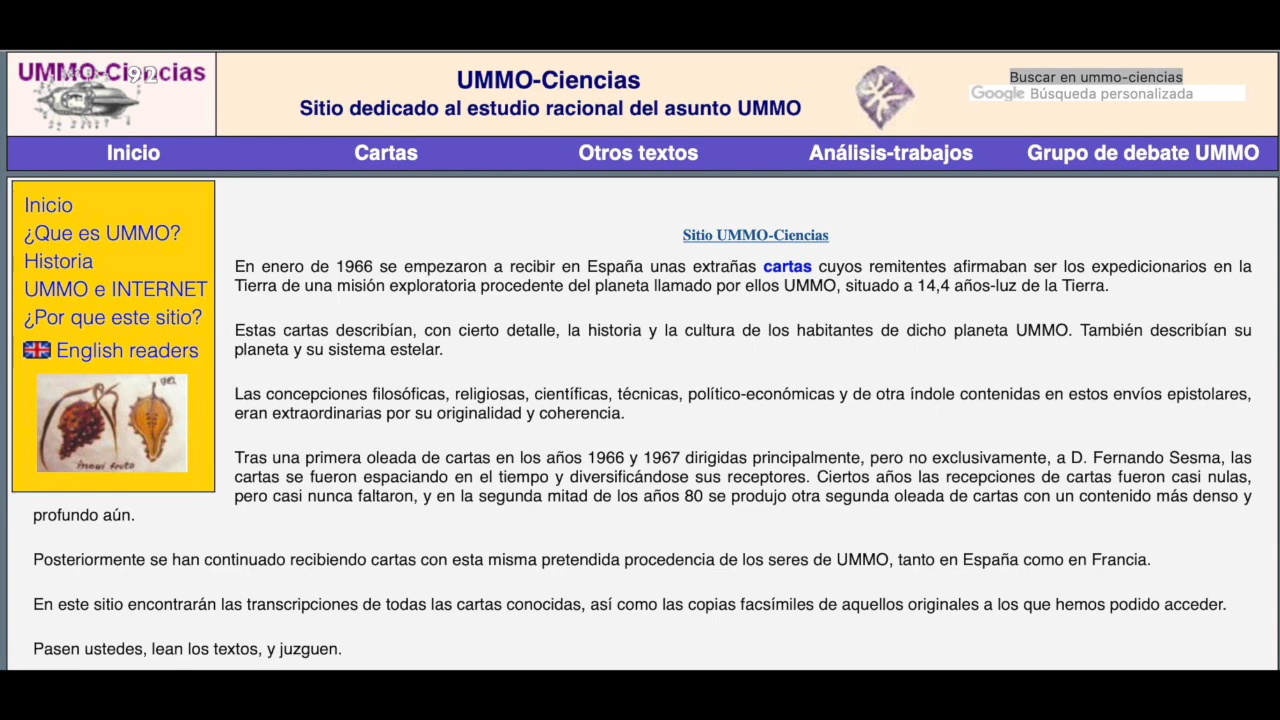 UMMO-Ciencias
92
UMMO-Ciencias
Sitio dedicado al estudio racional del asunto UMMO
Buscar en ummo-ciencias
Google Búsqueda personalizada
Inicio
Cartas
Otros textos
Análisis-trabajos
Grupo de debate UMMO
Inicio
¿Que es UMMO?
Historia
UMMO e INTERNET
¿Por que este sitio?
English readers
inowi fruto
Sitio UMMO-Ciencias
En enero de 1966 se empezaron a recibir en España unas extrañas cartas cuyos remitentes afirmaban ser los expedicionarios en la
Tierra de una misión exploratoria procedente del planeta llamado por ellos UMMO, situado a 14,4 años-luz de la Tierra.
Estas cartas describían, con cierto detalle, la historia y la cultura de los habitantes de dicho planeta UMMO. También describían su
planeta y su sistema estelar.
Las concepciones filosóficas, religiosas, científicas, técnicas, político-económicas y de otra índole contenidas en estos envíos epistolares,
eran extraordinarias por su originalidad y coherencia.
Tras una primera oleada de cartas en los años 1966 y 1967 dirigidas principalmente, pero no exclusivamente, a D. Fernando Sesma, las
cartas se fueron espaciando en el tiempo y diversificándose sus receptores. Ciertos años las recepciones de cartas fueron casi nulas,
pero casi nunca faltaron, y en la segunda mitad de los años 80 se produjo otra segunda oleada de cartas con un contenido más denso y
profundo aún.
Posteriormente se han continuado recibiendo cartas con esta misma pretendida procedencia de los seres de UMMO, tanto en España como en Francia.
En este sitio encontrarán las transcripciones de todas las cartas conocidas, así como las copias facsímiles de aquellos originales a los que hemos podido acceder.
Pasen ustedes, lean los textos, y juzguen.